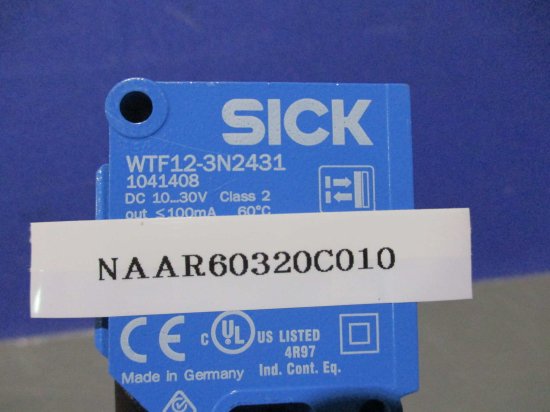 SICK
WTF12-3N2431
1041408
DC 10...30V Class 2
out ≤100mA 60°C
NAAR60320C010
CE C UL US LISTED
4R97
Made in Germany Ind. Cont. Eq.